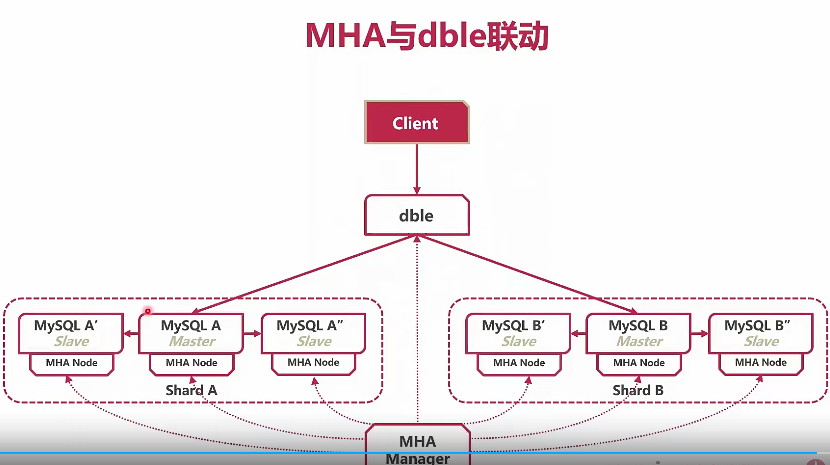 MHA与dble联动
Client
dble
MySQL A′
Slave
MHA Node
MySQL A
Master
MHA Node
MySQL A″
Slave
MHA Node
Shard A
MySQL B′
Slave
MHA Node
MySQL B
Master
MHA Node
MySQL B″
Slave
MHA Node
Shard B
MHA
Manager